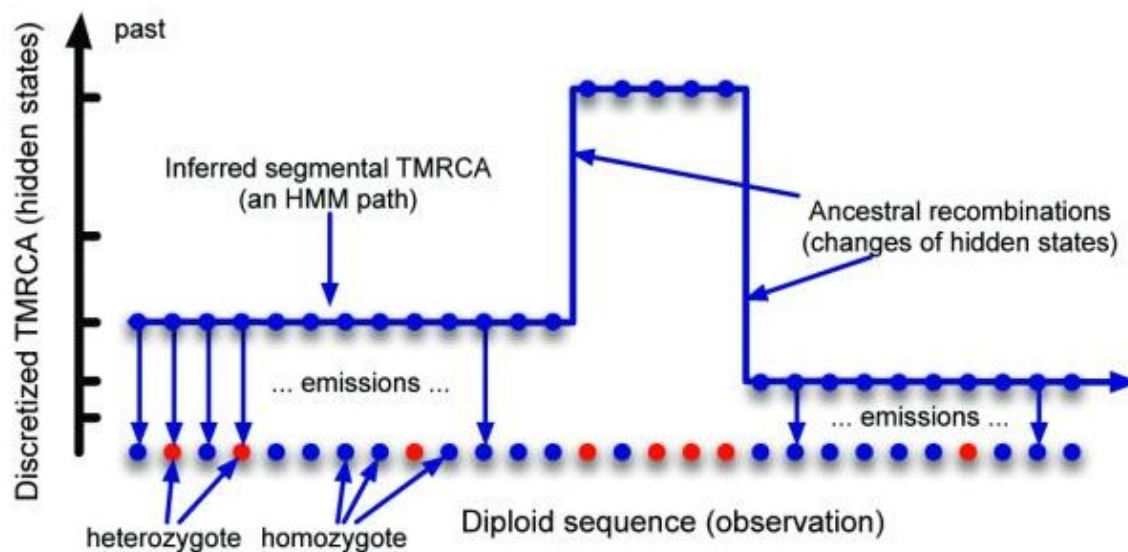 past
Discretized TMRCA (hidden states)
Inferred segmental TMRCA
(an HMM path)
Ancestral recombinations
(changes of hidden states)
... emissions ...
... emissions ...
heterozygote
homozygote
Diploid sequence (observation)